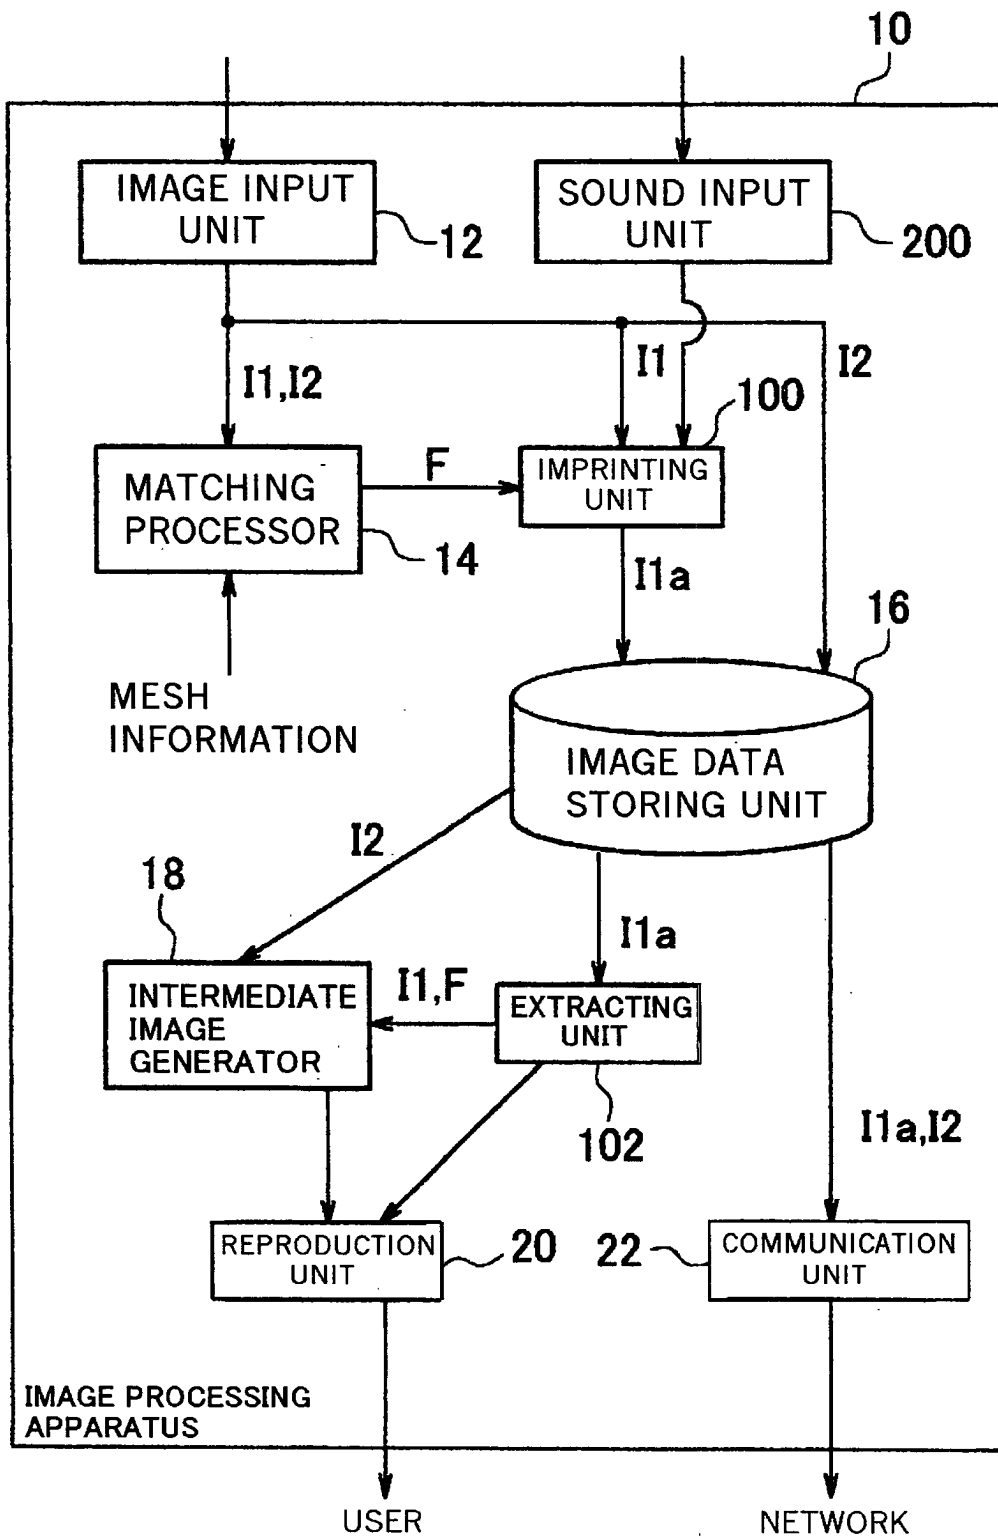 10
IMAGE INPUT
UNIT
12
SOUND INPUT
UNIT
200
I1,I2
I1
I2
100
MATCHING
PROCESSOR
14
F
IMPRINTING
UNIT
I1a
16
MESH
INFORMATION
IMAGE DATA
STORING UNIT
I2
18
I1a
INTERMEDIATE
IMAGE
GENERATOR
I1,F
EXTRACTING
UNIT
102
I1a,I2
REPRODUCTION
UNIT
20
22
COMMUNICATION
UNIT
IMAGE PROCESSING
APPARATUS
USER
NETWORK